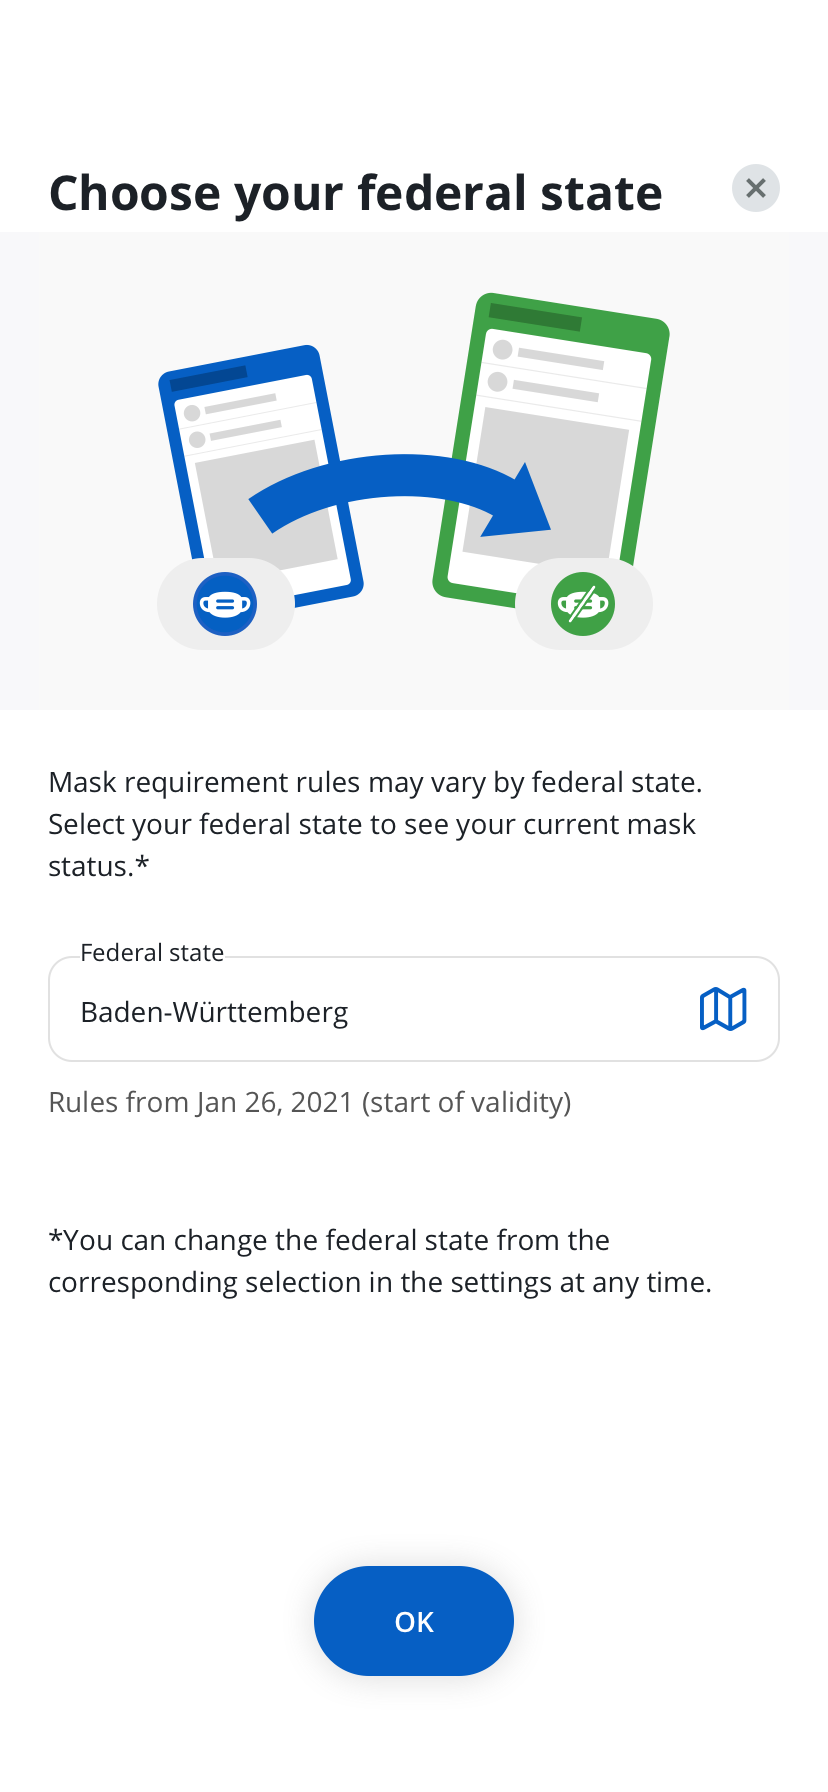 Choose your federal state
Mask requirement rules may vary by federal state.
Select your federal state to see your current mask
status.*
Federal state
Baden-Württemberg
Rules from Jan 26, 2021 (start of validity)
*You can change the federal state from the
corresponding selection in the settings at any time.
OK